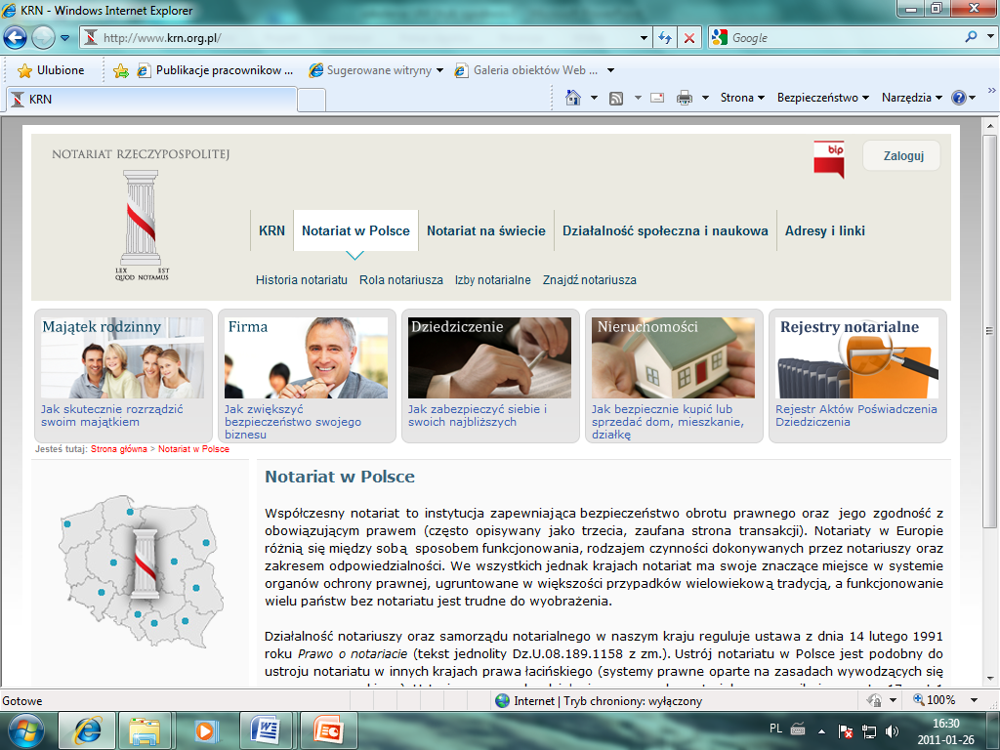 KRN - Windows Internet Explorer
http://www.krn.org.pl/
Google
Ulubione
Publikacje pracownikow ...
Sugerowane witryny
Galeria obiektów Web ...
KRN
Strona
Bezpieczeństwo
Narzędzia
NOTARIAT RZECZYPOSPOLITEJ
LEX EST
QUOD NOTAMUS
bip
Zaloguj
KRN
Notariat w Polsce
Notariat na świecie
Działalność społeczna i naukowa
Adresy i linki
Historia notariatu
Rola notariusza
Izby notarialne
Znajdź notariusza
Majątek rodzinny
Jak skutecznie rozrządzić
swoim majątkiem
Firma
Jak zwiększyć
bezpieczeństwo swojego
biznesu
Dziedziczenie
Jak zabezpieczyć siebie i
swoich najbliższych
Nieruchomości
Jak bezpiecznie kupić lub
sprzedać dom, mieszkanie,
działkę
Rejestry notarialne
Rejestr Aktów Poświadczenia
Dziedziczenia
Jesteś tutaj: Strona główna > Notariat w Polsce
Notariat w Polsce
Współczesny notariat to instytucja zapewniająca bezpieczeństwo obrotu prawnego oraz jego zgodność z
obowiązującym prawem (często opisywany jako trzecia, zaufana strona transakcji). Notariaty w Europie
różnią się między sobą sposobem funkcjonowania, rodzajem czynności dokonywanych przez notariuszy oraz
zakresem odpowiedzialności. We wszystkich jednak krajach notariat ma swoje znaczące miejsce w systemie
organów ochrony prawnej, ugruntowane w większości przypadków wielowiekową tradycją, a funkcjonowanie
wielu państw bez notariatu jest trudne do wyobrażenia.
Działalność notariuszy oraz samorządu notarialnego w naszym kraju reguluje ustawa z dnia 14 lutego 1991
roku Prawo o notariacie (tekst jednolity Dz.U.08.189.1158 z zm.). Ustrój notariatu w Polsce jest podobny do
ustroju notariatu w innych krajach prawa łacińskiego (systemy prawne oparte na zasadach wywodzących się
Gotowe
Internet | Tryb chroniony: wyłączony
100%
PL
16:30
2011-01-26